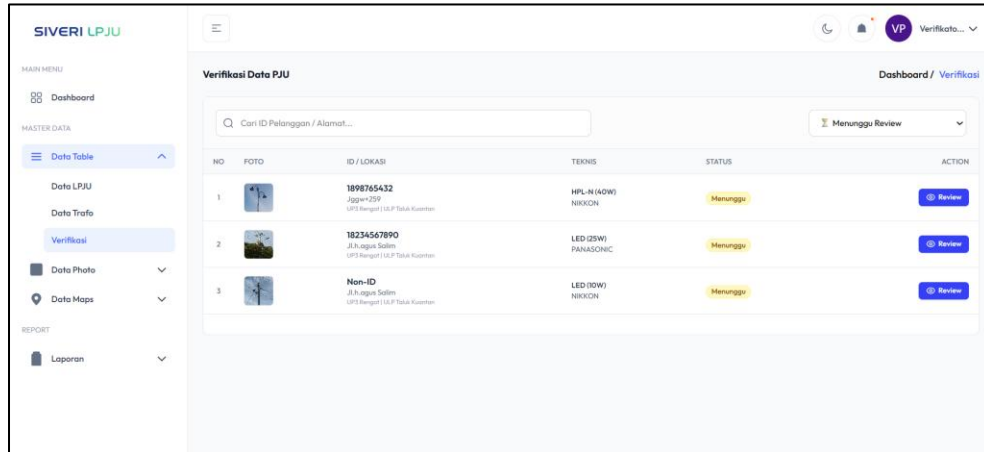 SIVERI LPJU
VP Verifikato...
MAIN MENU
Dashboard
MASTER DATA
Data Table
Data LPJU
Data Trafo
Verifikasi
Data Photo
Data Maps
REPORT
Laporan
Verifikasi Data PJU
Dashboard / Verifikasi
Cari ID Pelanggan / Alamat...
Menunggu Review
NO FOTO ID / LOKASI TEKNIS STATUS ACTION
1 1898765432 HPL-N (40W) Menunggu Review
Jggw+259 NIKKON
UP3 Rengat | ULP Taluk Kuantan
2 18234567890 LED (25W) Menunggu Review
Jl.h.agus Salim PANASONIC
UP3 Rengat | ULP Taluk Kuantan
3 Non-ID LED (10W) Menunggu Review
Jl.h.agus Salim NIKKON
UP3 Rengat | ULP Taluk Kuantan